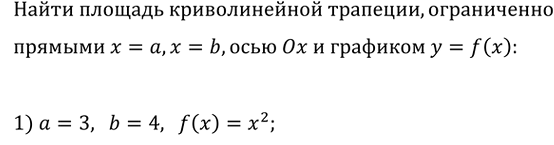 Найти площадь криволинейной трапеции, ограниченно
прямыми x = a, x = b, осью Ox и графиком y = f(x):
1) a = 3, b = 4, f(x) = x²;